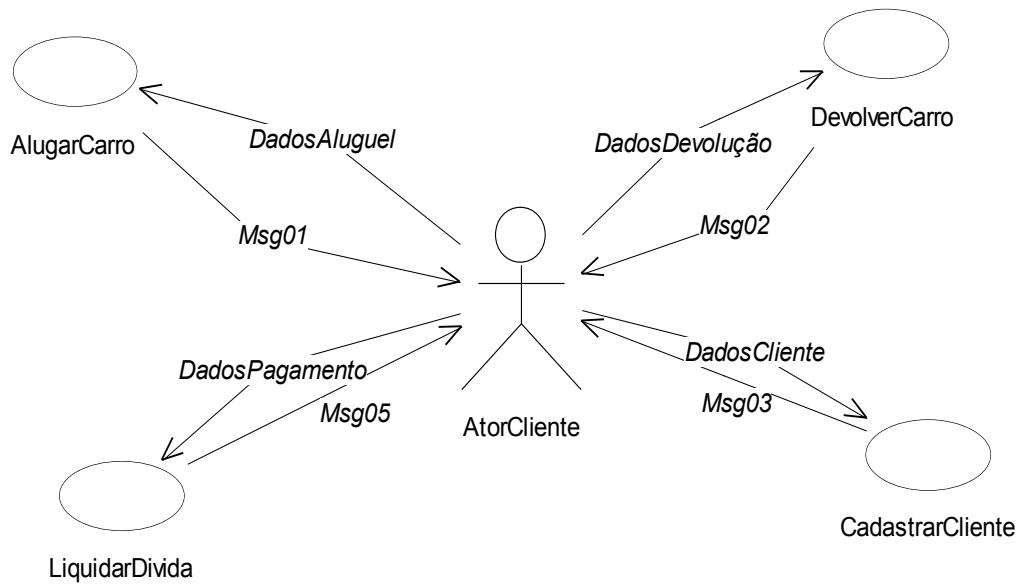 DevolverCarro
AlugarCarro
DadosAluguel
DadosDevolução
Msg01
Msg02
DadosPagamento
DadosCliente
Msg05
Msg03
AtorCliente
CadastrarCliente
LiquidarDivida